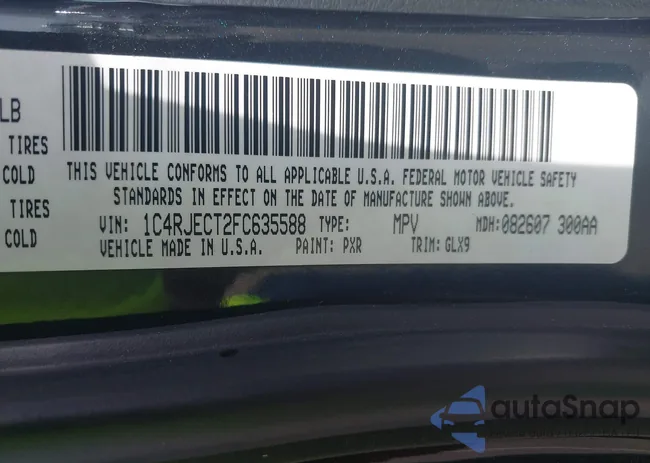 LB
TIRES
COLD
THIS VEHICLE CONFORMS TO ALL APPLICABLE U.S.A. FEDERAL MOTOR VEHICLE SAFETY
TIRES
STANDARDS IN EFFECT ON THE DATE OF MANUFACTURE SHOWN ABOVE.
COLD
VIN: 1C4RJECT2FC635588 TYPE: MPV MDH:082607 300AA
VEHICLE MADE IN U.S.A. PAINT: PXR TRIM: GLX9
autoSnap